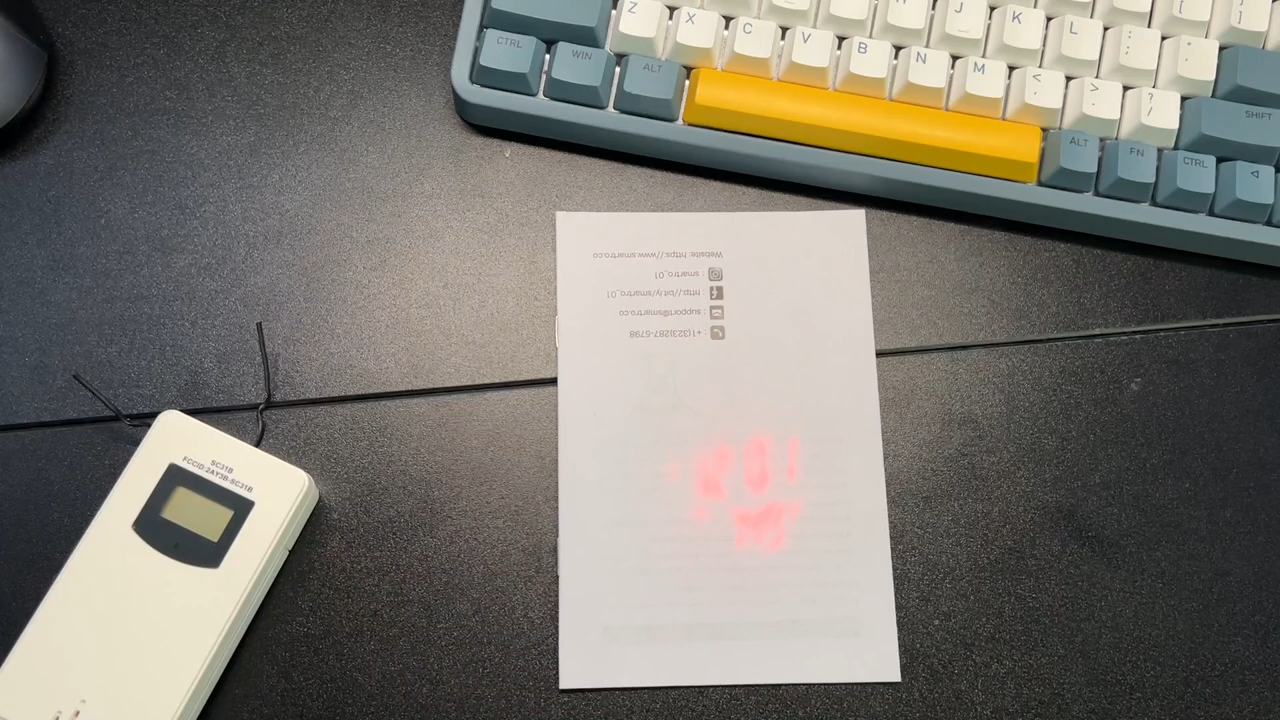 Z X C V B N M < > ?
, . /
J K L : ; " ' [ ]
CTRL WIN ALT ALT FN CTRL
SHIFT
Website: https://www.smartro.co
: smartro_01
: http://bit.ly/smartro_01
: support@smartro.co
: +1(323)287-5798
SC31B
FCCID:2AY5B-SC31B